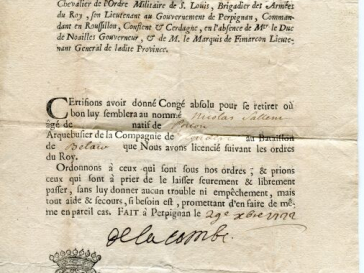 Chevalier de l'Ordre Militaire de S. Louis, Brigadier des Armées
du Roy, son Lieutenant au Gouvernement de Perpignan, Comman-
dant en Roussillon, Conflent & Cerdagne, en l'absence de Mr. le Duc
de Noailles Gouverneur, & de M. le Marquis de Fimarcon Lieute-
nant General de ladite Province.
CErtifions avoir donné Congé absolu pour se retirer où
bon luy semblera au nommé Nicolas
âgé de natif de
Arquebusier de la Compagnie de au Bataillon
de que Nous avons licencié suivant les ordres
du Roy.
Ordonnons à ceux qui sont sous nos ordres ; & prions
ceux qui sont à prier de le laisser seurement & librement
passer, sans luy donner aucun trouble ni empêchement, mais
tout aide & secours, si besoin est, promettant d'en faire de mê-
me en pareil cas. FAIT à Perpignan le 29e xbre
de la combe